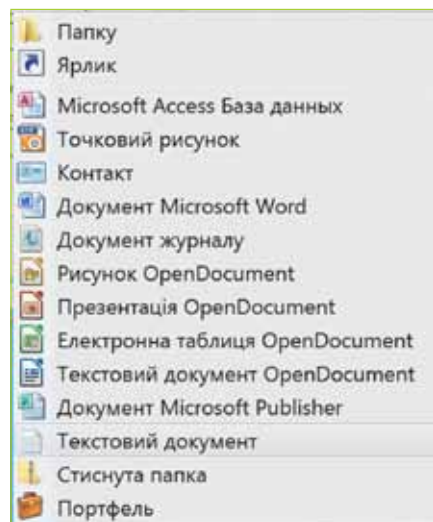 Папку
Ярлик
Microsoft Access База данных
Точковий рисунок
Контакт
Документ Microsoft Word
Документ журналу
Рисунок OpenDocument
Презентація OpenDocument
Електронна таблиця OpenDocument
Текстовий документ OpenDocument
Документ Microsoft Publisher
Текстовий документ
Стиснута папка
Портфель